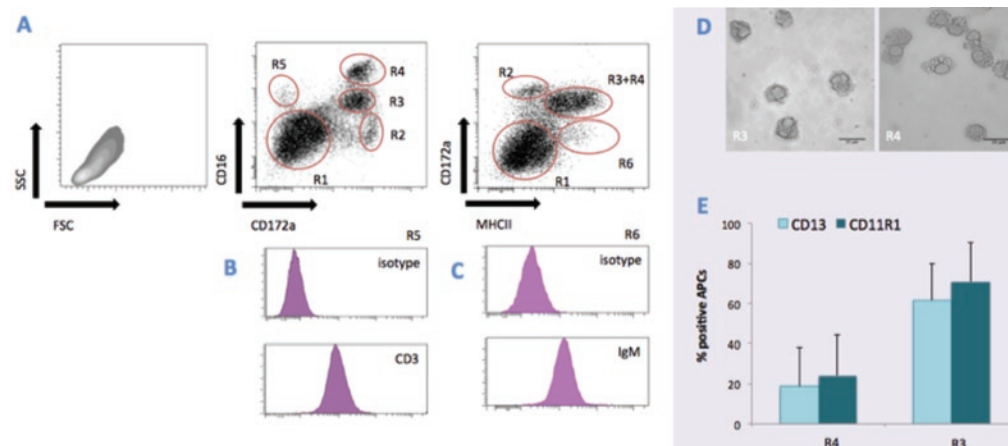 A
SSC
FSC
CD16
CD172a
R5
R4
R3
R2
R1
CD172a
MHCII
R2
R3+R4
R6
R1
B
R5
isotype
CD3
C
R6
isotype
IgM
D
R3
R4
E
CD13
CD11R1
% positive APCs
100
80
60
40
20
0
R4
R3